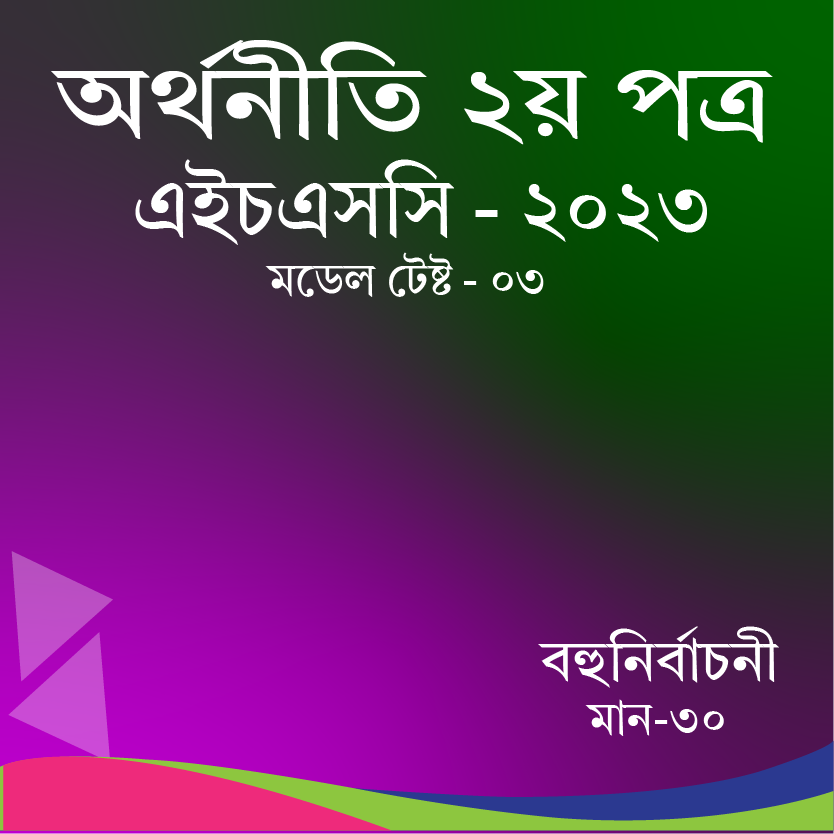 অর্থনীতি ২য় পত্র
এইচএসসি - ২০২৩
মডেল টেষ্ট - ০৩
বহুনির্বাচনী
মান-৩০